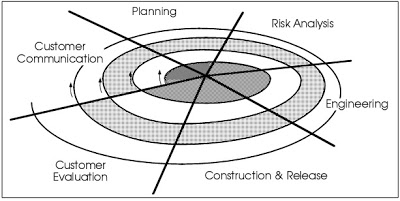 Planning
Risk Analysis
Customer
Communication
Engineering
Customer
Evaluation
Construction & Release